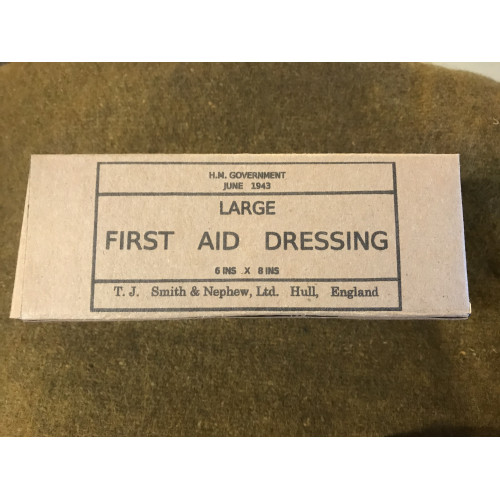 H.M. GOVERNMENT
JUNE 1943
LARGE
FIRST AID DRESSING
6 INS X 8 INS
T. J. Smith & Nephew, Ltd. Hull, England